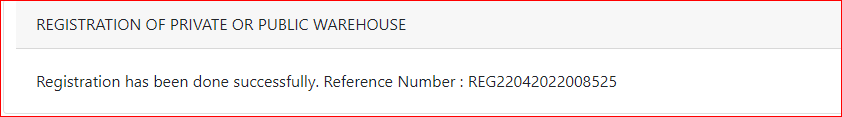 REGISTRATION OF PRIVATE OR PUBLIC WAREHOUSE
Registration has been done successfully. Reference Number : REG22042022008525